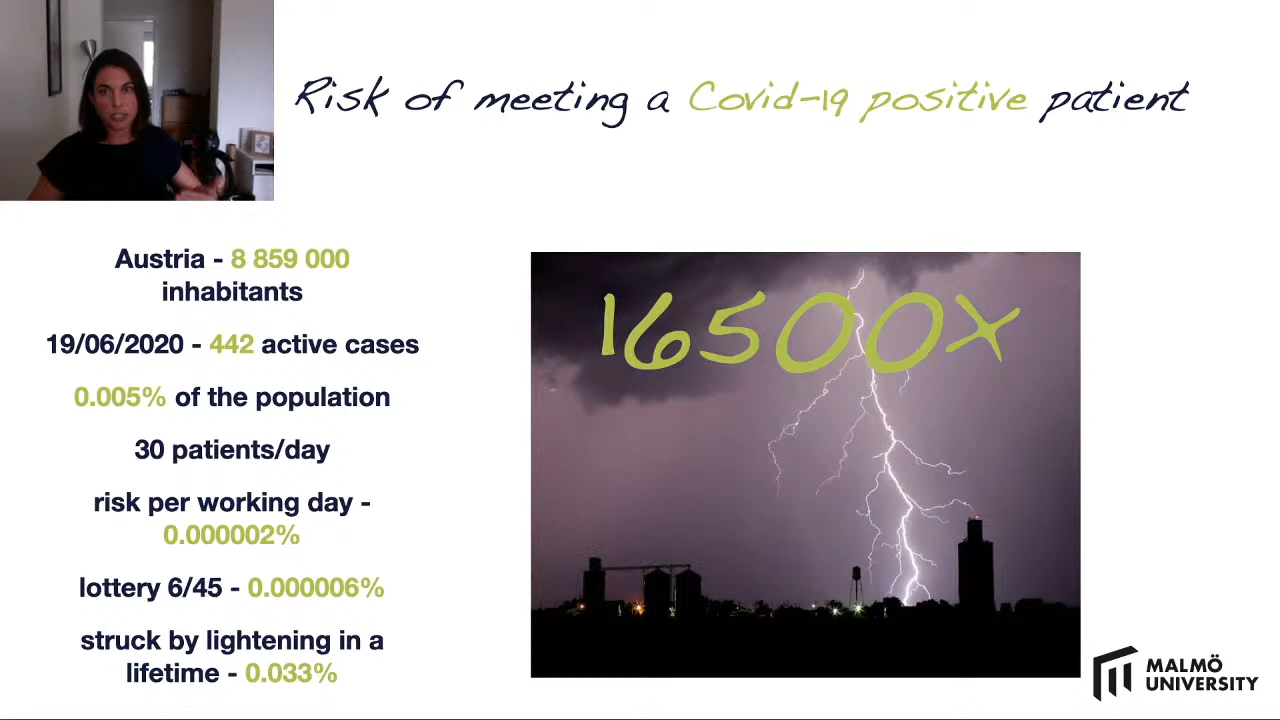 Risk of meeting a Covid-19 positive patient
Austria - 8 859 000
inhabitants
19/06/2020 - 442 active cases
0.005% of the population
30 patients/day
risk per working day -
0.000002%
lottery 6/45 - 0.000006%
struck by lightening in a
lifetime - 0.033%
16500x
MALMÖ
UNIVERSITY